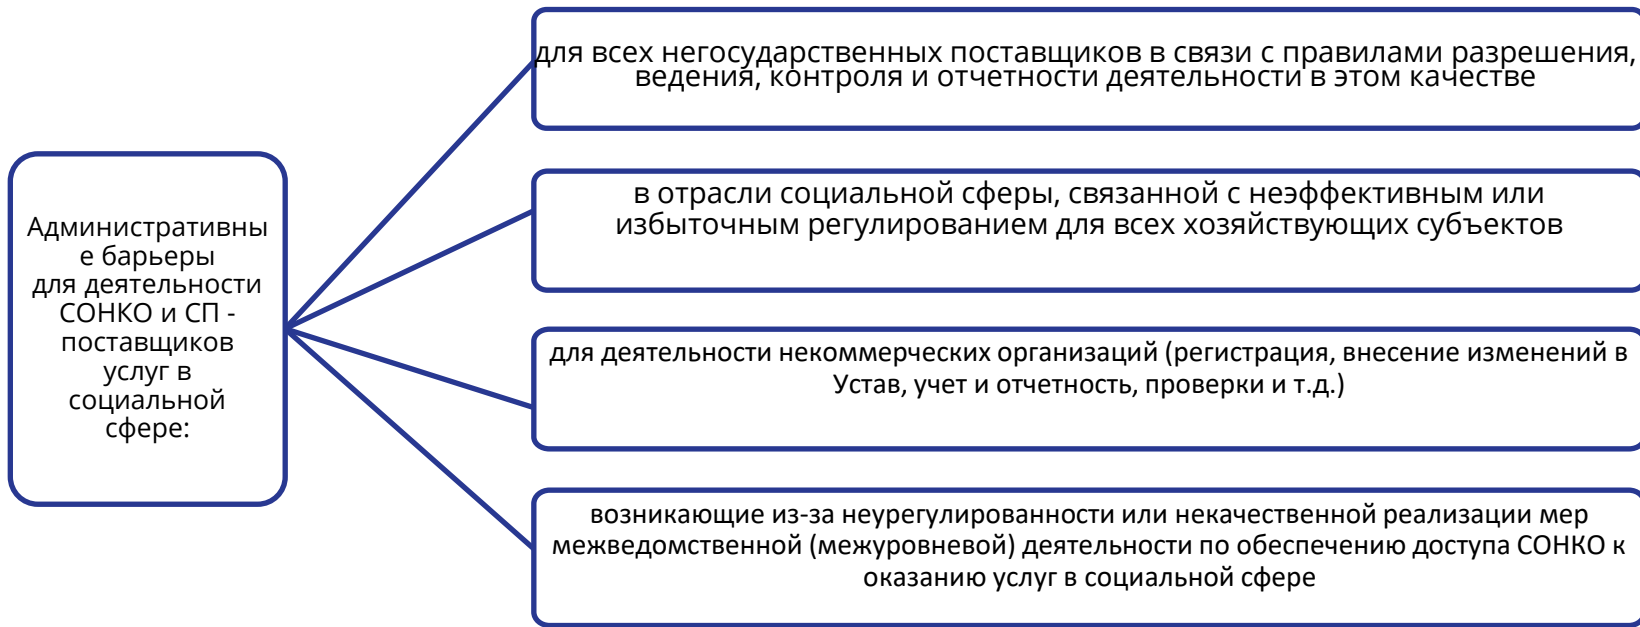 Административны
е барьеры
для деятельности
СОНКО и СП -
поставщиков
услуг в
социальной
сфере:
для всех негосударственных поставщиков в связи с правилами разрешения,
ведения, контроля и отчетности деятельности в этом качестве
в отрасли социальной сферы, связанной с неэффективным или
избыточным регулированием для всех хозяйствующих субъектов
для деятельности некоммерческих организаций (регистрация, внесение изменений в
Устав, учет и отчетность, проверки и т.д.)
возникающие из-за неурегулированности или некачественной реализации мер
межведомственной (межуровневой) деятельности по обеспечению доступа СОНКО к
оказанию услуг в социальной сфере